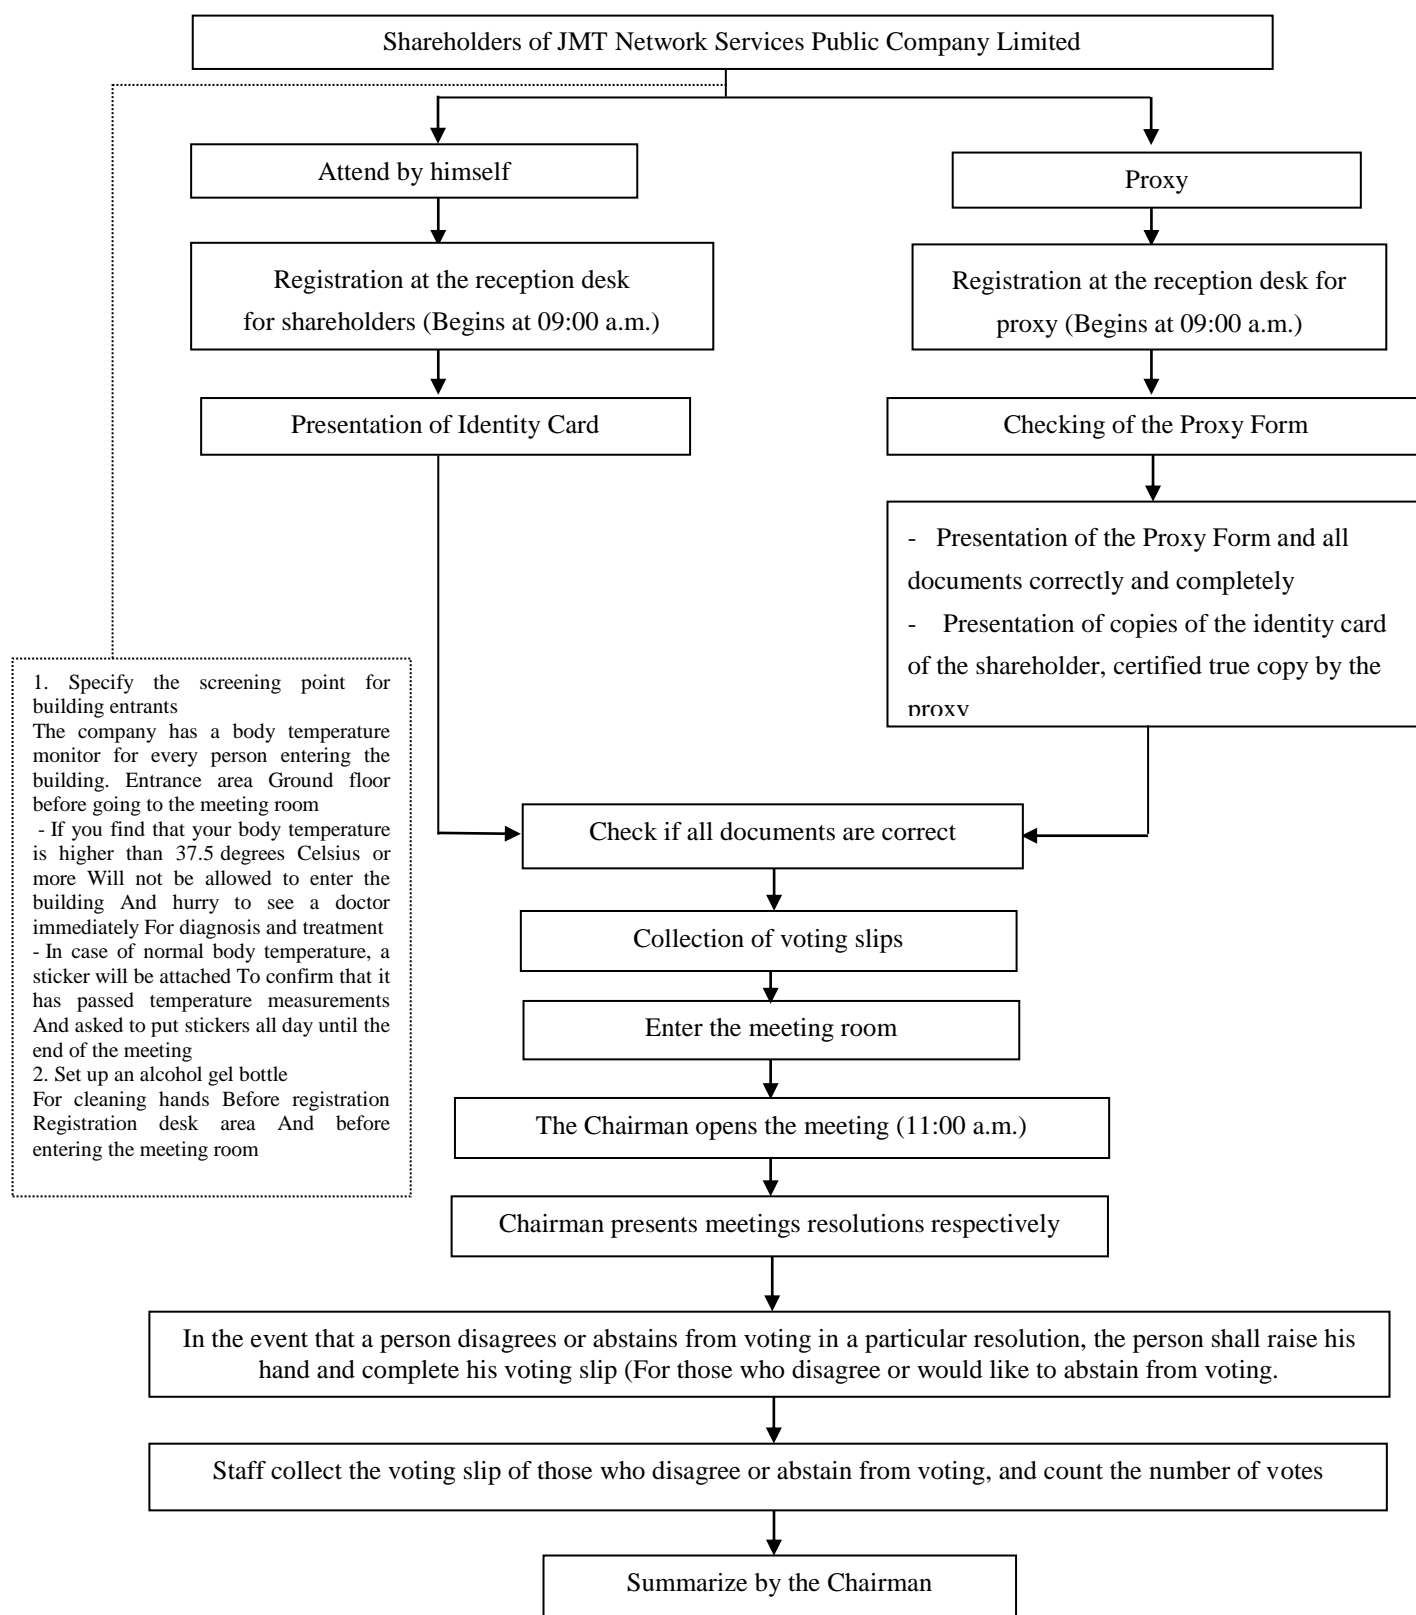 Shareholders of JMT Network Services Public Company Limited
Attend by himself
Proxy
Registration at the reception desk
for shareholders (Begins at 09:00 a.m.)
Registration at the reception desk for
proxy (Begins at 09:00 a.m.)
Presentation of Identity Card
Checking of the Proxy Form
- Presentation of the Proxy Form and all
documents correctly and completely
- Presentation of copies of the identity card
of the shareholder, certified true copy by the
proxy
1. Specify the screening point for
building entrants
The company has a body temperature
monitor for every person entering the
building. Entrance area Ground floor
before going to the meeting room
- If you find that your body temperature
is higher than 37.5 degrees Celsius or
more Will not be allowed to enter the
building And hurry to see a doctor
immediately For diagnosis and treatment
- In case of normal body temperature, a
sticker will be attached To confirm that it
has passed temperature measurements
And asked to put stickers all day until the
end of the meeting
2. Set up an alcohol gel bottle
For cleaning hands Before registration
Registration desk area And before
entering the meeting room
Check if all documents are correct
Collection of voting slips
Enter the meeting room
The Chairman opens the meeting (11:00 a.m.)
Chairman presents meetings resolutions respectively
In the event that a person disagrees or abstains from voting in a particular resolution, the person shall raise his
hand and complete his voting slip (For those who disagree or would like to abstain from voting.
Staff collect the voting slip of those who disagree or abstain from voting, and count the number of votes
Summarize by the Chairman